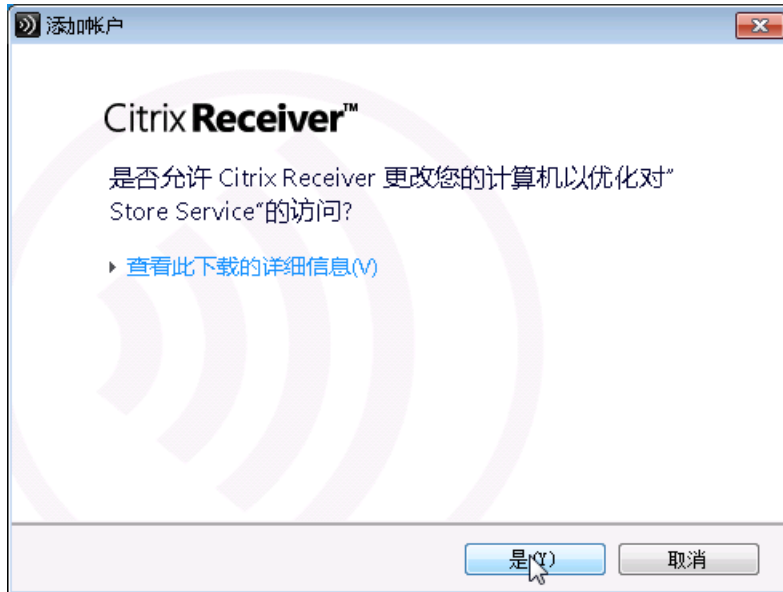 添加帐户
Citrix Receiver™
是否允许 Citrix Receiver 更改您的计算机以优化对"
Store Service"的访问?
查看此下载的详细信息(V)
是(Y)
取消